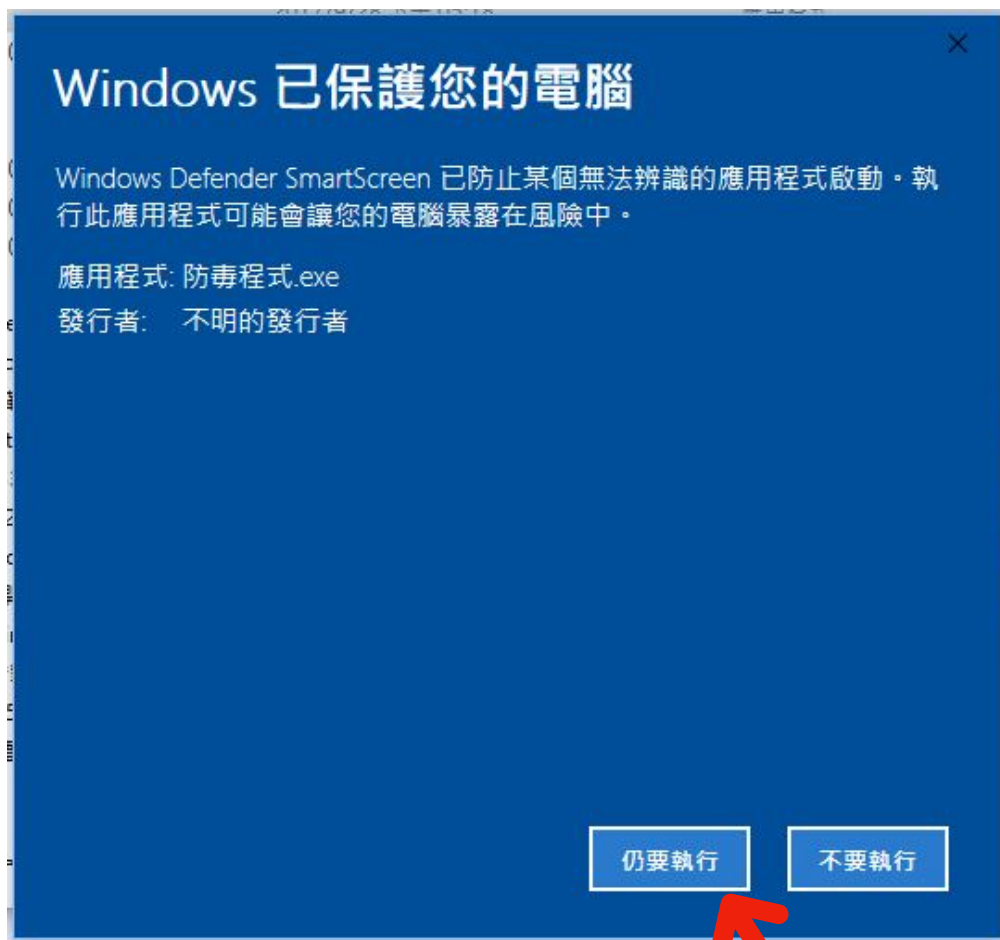 Windows 已保護您的電腦
Windows Defender SmartScreen 已防止某個無法辨識的應用程式啟動。執
行此應用程式可能會讓您的電腦暴露在風險中。
應用程式: 防毒程式.exe
發行者: 不明的發行者
仍要執行
不要執行